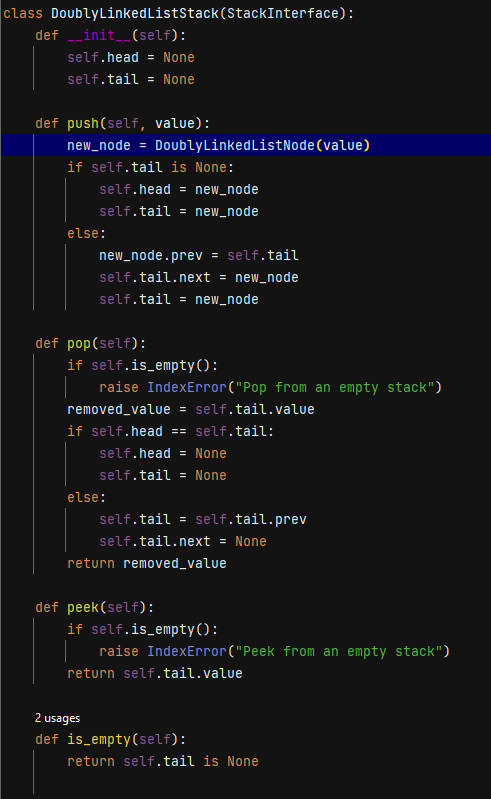 class DoublyLinkedListStack(StackInterface):
    def __init__(self):
        self.head = None
        self.tail = None

    def push(self, value):
        new_node = DoublyLinkedListNode(value)
        if self.tail is None:
            self.head = new_node
            self.tail = new_node
        else:
            new_node.prev = self.tail
            self.tail.next = new_node
            self.tail = new_node

    def pop(self):
        if self.is_empty():
            raise IndexError("Pop from an empty stack")
        removed_value = self.tail.value
        if self.head == self.tail:
            self.head = None
            self.tail = None
        else:
            self.tail = self.tail.prev
            self.tail.next = None
        return removed_value

    def peek(self):
        if self.is_empty():
            raise IndexError("Peek from an empty stack")
        return self.tail.value

    2 usages
    def is_empty(self):
        return self.tail is None